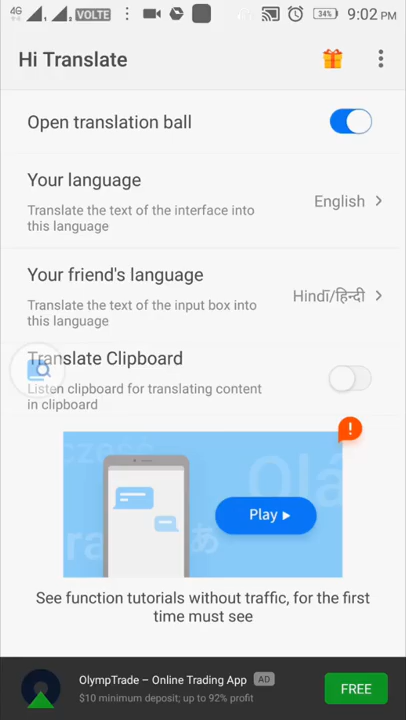 4G VOLTE 34% 9:02 PM
Hi Translate
Open translation ball
Your language
English
Translate the text of the interface into
this language
Your friend's language
Hindī/हिन्दी
Translate the text of the input box into
this language
Translate Clipboard
Listen clipboard for translating content
in clipboard
!
Olá
あ
Play
See function tutorials without traffic, for the first
time must see
OlympTrade – Online Trading App AD
$10 minimum deposit; up to 92% profit
FREE